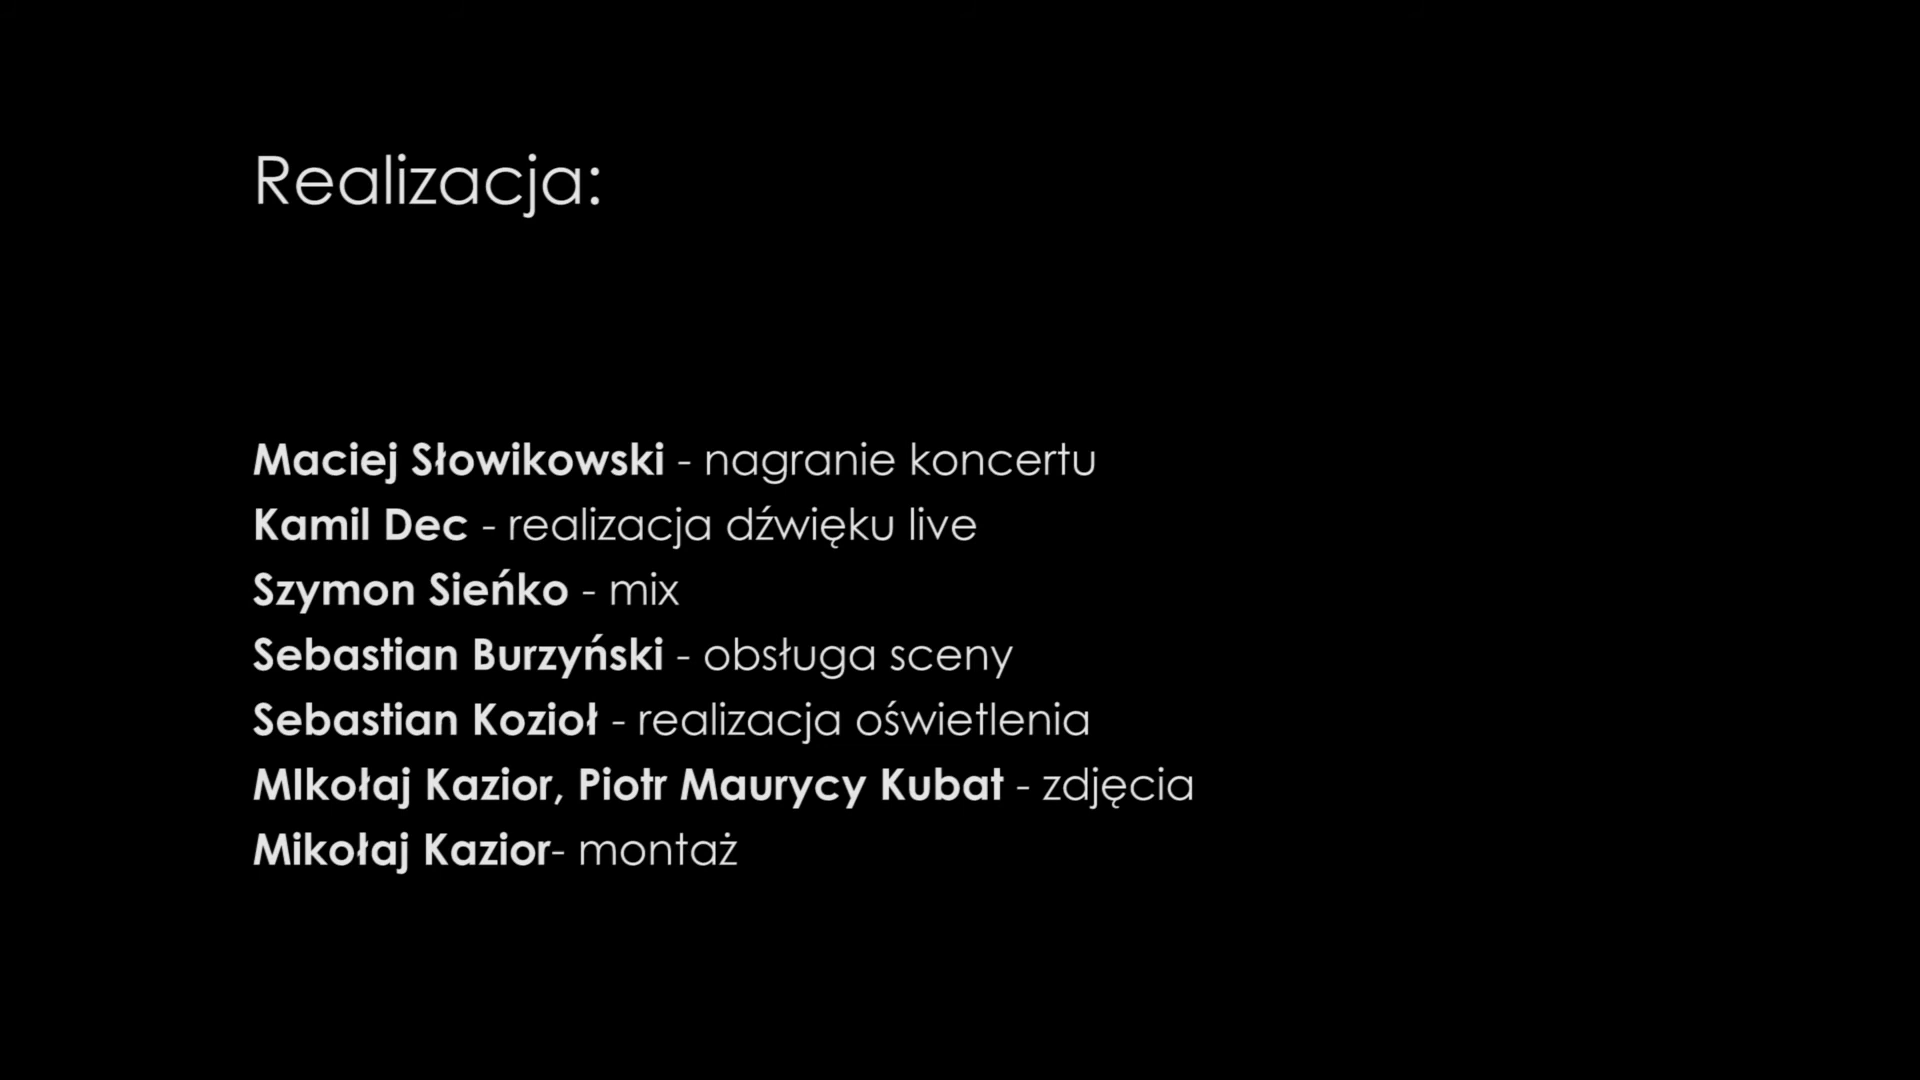 Realizacja:
Maciej Słowikowski - nagranie koncertu
Kamil Dec - realizacja dźwięku live
Szymon Sieńko - mix
Sebastian Burzyński - obsługa sceny
Sebastian Kozioł - realizacja oświetlenia
MIkołaj Kazior, Piotr Maurycy Kubat - zdjęcia
Mikołaj Kazior- montaż